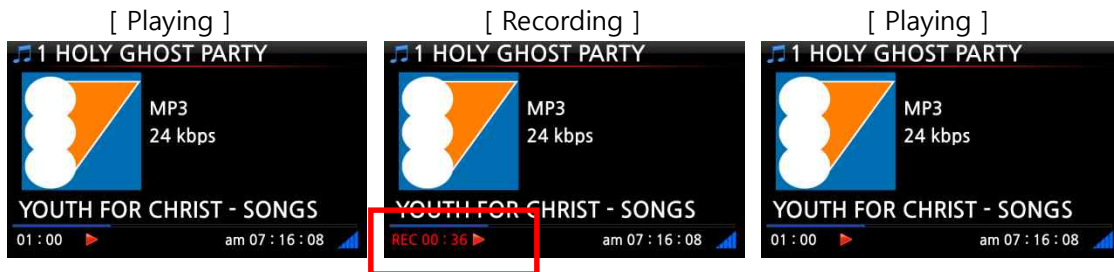 [ Playing ]
1 HOLY GHOST PARTY
MP3
24 kbps
YOUTH FOR CHRIST - SONGS
01 : 00 am 07 : 16 : 08
[ Recording ]
1 HOLY GHOST PARTY
MP3
24 kbps
YOUTH FOR CHRIST - SONGS
REC 00 : 36 am 07 : 16 : 08
[ Playing ]
1 HOLY GHOST PARTY
MP3
24 kbps
YOUTH FOR CHRIST - SONGS
01 : 00 am 07 : 16 : 08